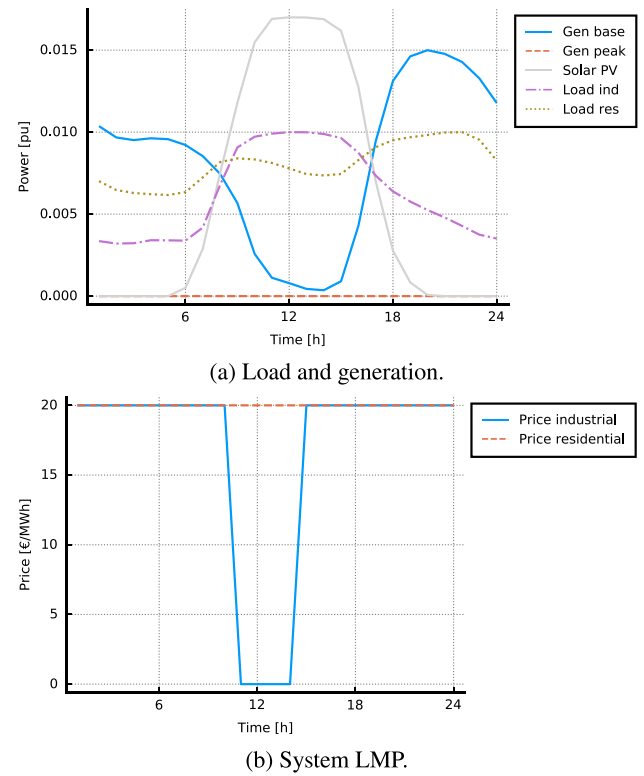 0.015
0.010
0.005
0.000
Power [pu]
6
12
18
24
Time [h]
Gen base
Gen peak
Solar PV
Load ind
Load res
(a) Load and generation.
20
15
10
5
0
Price [€/MWh]
6
12
18
24
Time [h]
Price industrial
Price residential
(b) System LMP.